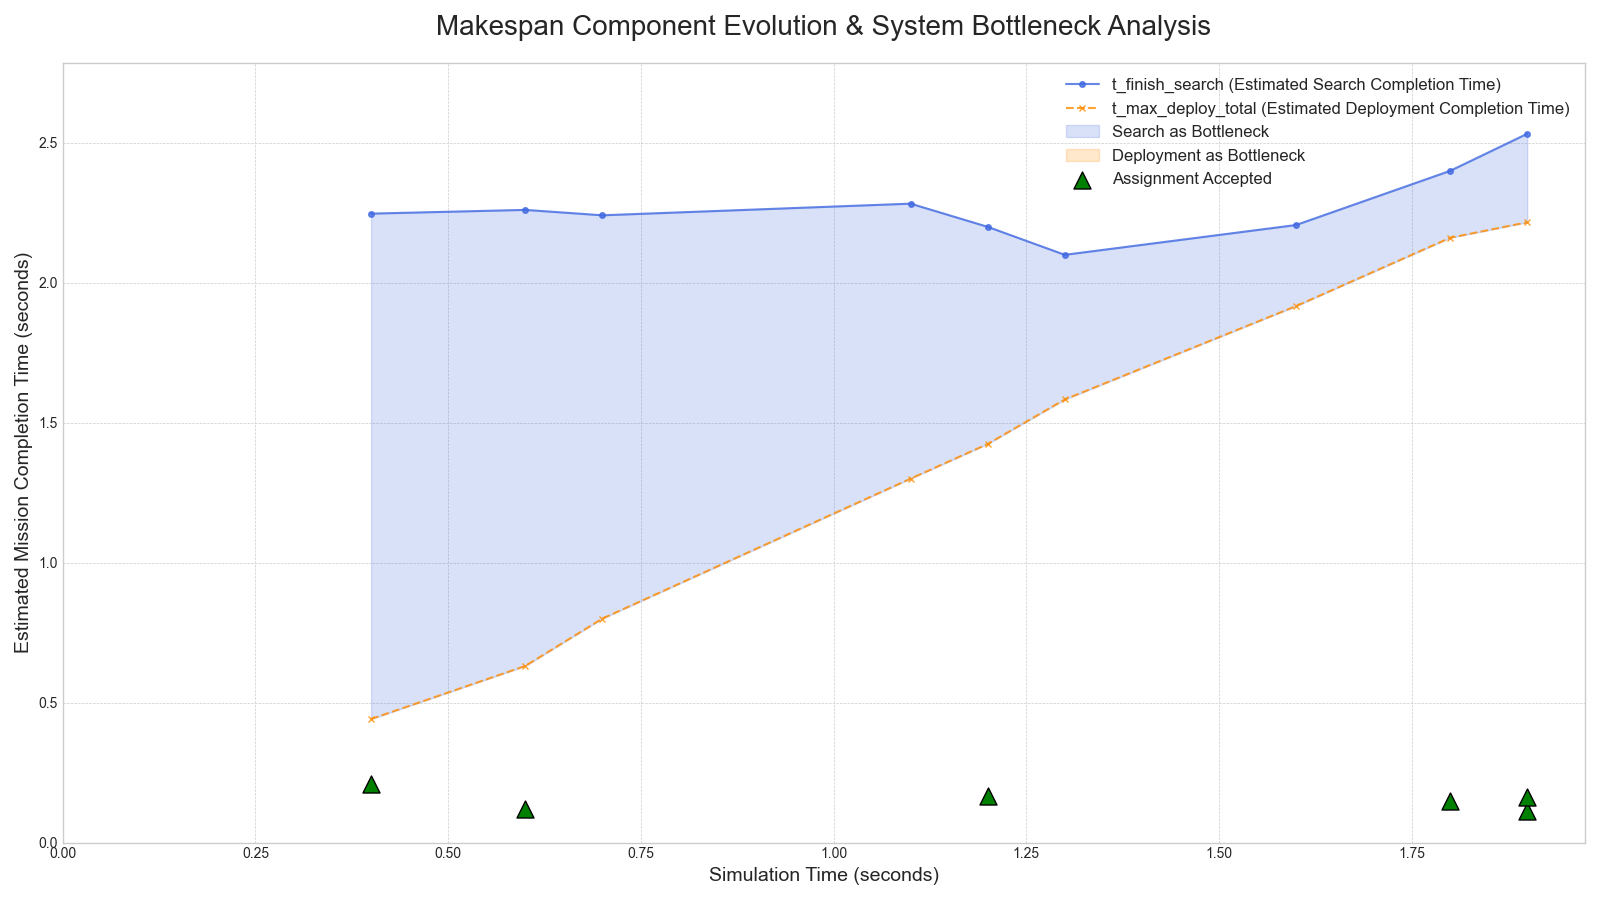 Makespan Component Evolution & System Bottleneck Analysis
t_finish_search (Estimated Search Completion Time)
t_max_deploy_total (Estimated Deployment Completion Time)
Search as Bottleneck
Deployment as Bottleneck
Assignment Accepted
Estimated Mission Completion Time (seconds)
2.5
2.0
1.5
1.0
0.5
0.0
0.00 0.25 0.50 0.75 1.00 1.25 1.50 1.75
Simulation Time (seconds)